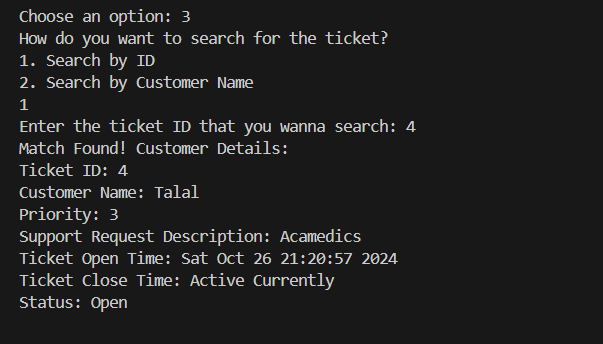 Choose an option: 3
How do you want to search for the ticket?
1. Search by ID
2. Search by Customer Name
1
Enter the ticket ID that you wanna search: 4
Match Found! Customer Details:
Ticket ID: 4
Customer Name: Talal
Priority: 3
Support Request Description: Acamedics
Ticket Open Time: Sat Oct 26 21:20:57 2024
Ticket Close Time: Active Currently
Status: Open